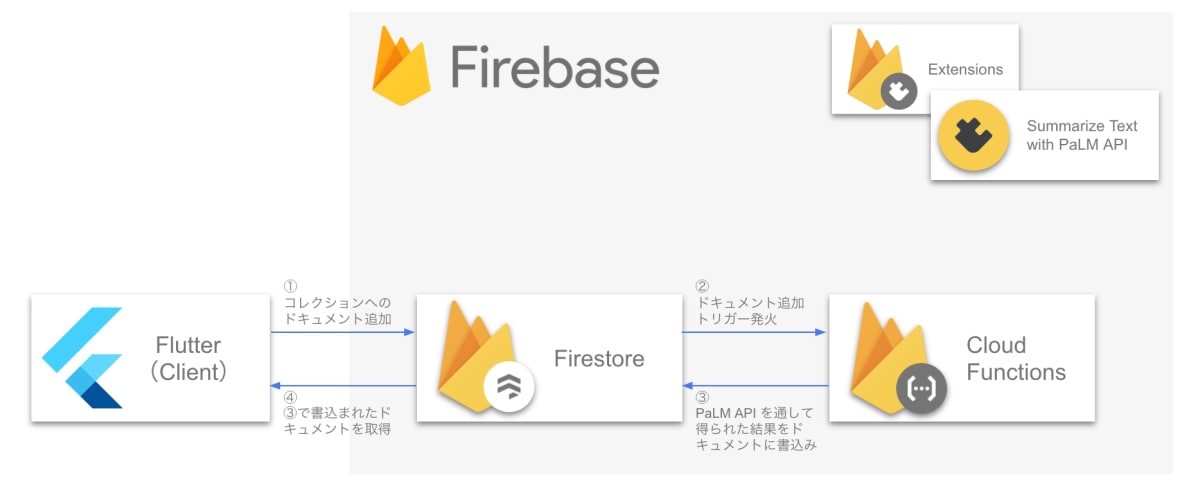 Firebase
Extensions
Summarize Text
with PaLM API
①
コレクションへの
ドキュメント追加
②
ドキュメント追加
トリガー発火
Flutter
（Client）
Firestore
Cloud
Functions
④
③で書込まれたド
キュメントを取得
③
PaLM API を通して
得られた結果をド
キュメントに書込み